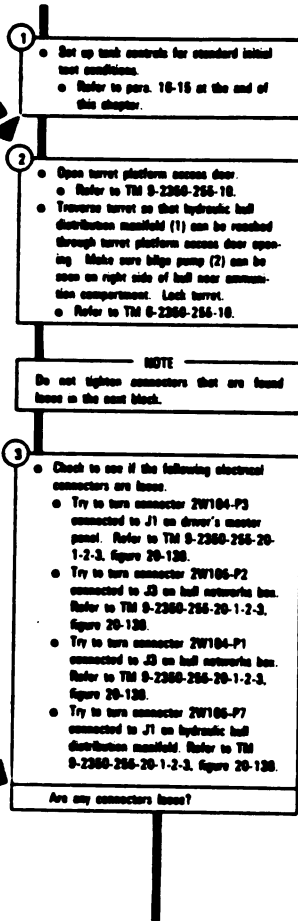 1
• Set up tank controls for standard initial
test conditions.
• Refer to para. 10-15 at the end of
this chapter.
2
• Open turret platform access door.
• Refer to TM 9-2350-255-10.
• Traverse turret so that hydraulic hull
distribution manifold (1) can be reached
through turret platform access door open-
ing. Make sure bilge pump (2) can be
seen on right side of hull near ammuni-
tion compartment. Lock turret.
• Refer to TM 9-2350-255-10.
NOTE
Do not tighten connectors that are found
loose in the next block.
3
• Check to see if the following electrical
connectors are loose.
• Try to turn connector 2W104-P3
connected to J1 on driver's master
panel. Refer to TM 9-2350-255-20-
1-2-3, figure 20-130.
• Try to turn connector 2W105-P2
connected to J3 on hull networks box.
Refer to TM 9-2350-255-20-1-2-3,
figure 20-130.
• Try to turn connector 2W104-P1
connected to J3 on hull networks box.
Refer to TM 9-2350-255-20-1-2-3,
figure 20-130.
• Try to turn connector 2W105-P7
connected to J1 on hydraulic hull
distribution manifold. Refer to TM
9-2350-255-20-1-2-3, figure 20-130.
Are any connectors loose?